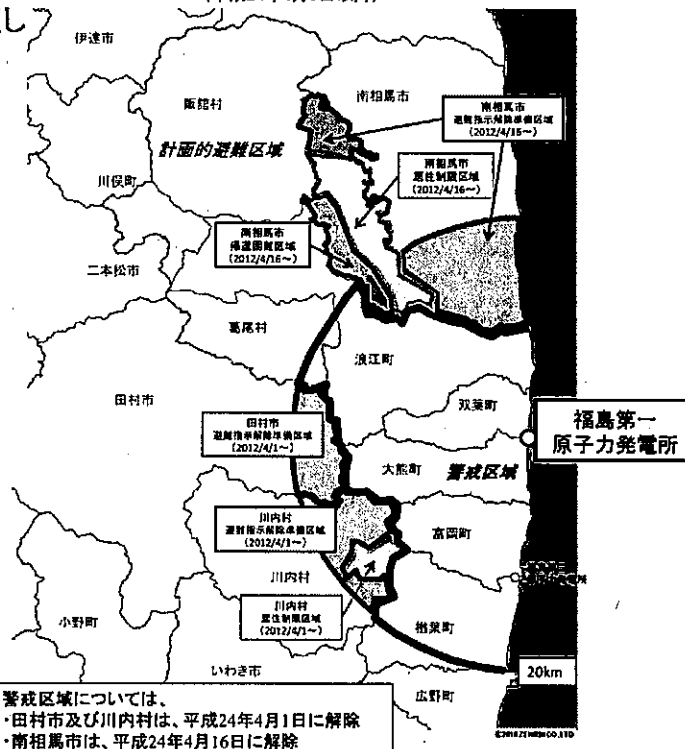 し
伊達市
飯舘村
南相馬市
南相馬市
避難指示解除準備区域
(2012/4/16~)
計画的避難区域
南相馬市
居住制限区域
(2012/4/16~)
川俣町
南相馬市
帰還困難区域
(2012/4/16~)
二本松市
葛尾村
浪江町
田村市
双葉町
福島第一
原子力発電所
田村市
避難指示解除準備区域
(2012/4/1~)
大熊町
警戒区域
川内村
避難指示解除準備区域
(2012/4/1~)
富岡町
川内村
川内村
居住制限区域
(2012/4/1~)
小野町
楢葉町
いわき市
20km
広野町
警戒区域については、
・田村市及び川内村は、平成24年4月1日に解除
・南相馬市は、平成24年4月16日に解除